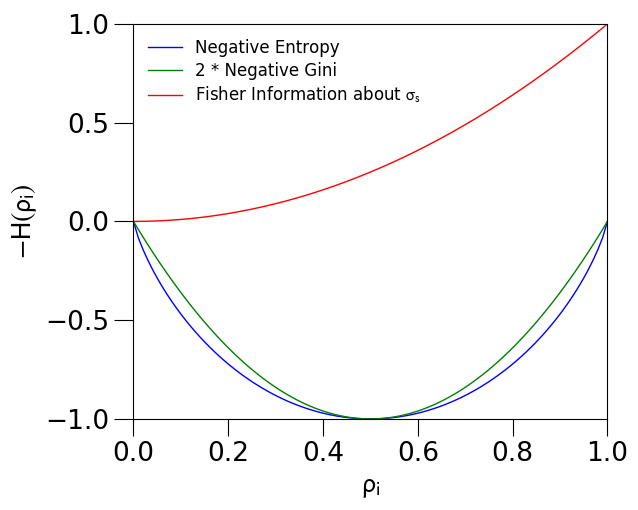 1.0
Negative Entropy
2 * Negative Gini
Fisher Information about σs
0.5
−H(ρi)
0.0
−0.5
−1.0
0.0 0.2 0.4 0.6 0.8 1.0
ρi